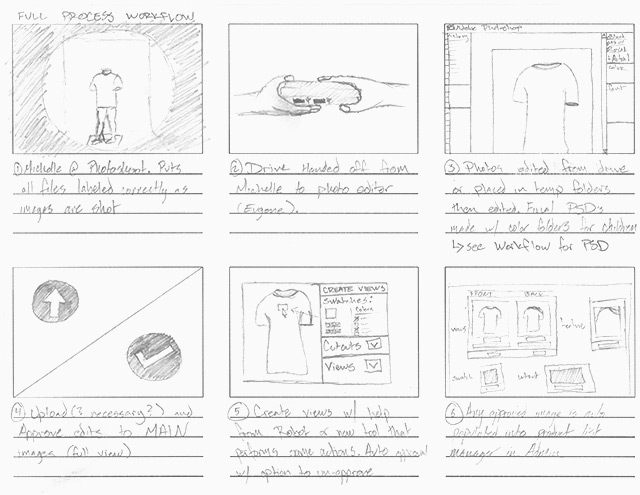 FULL PROCESS WORKFLOW
Adobe Photoshop
① Michelle @ Photoshoot. Puts
all files labeled correctly as
images are shot
② Drive Handed off from
Michelle to photo editor
(Eugene).
③ Photos edited from drive
or placed in temp folders
then edited. Final PSDs
made w/ color folders for children
↳ see Workflow for PSD
④ Upload (? necessary?) and
Approve edits to MAIN
images (full view)
CREATE VIEWS
Swatches:
Colors
Cutouts
Views
⑤ Create views w/ help
from Robot or new tool that
performs some actions. Auto approval
w/ option to un-approve
FRONT BACK
swatch
cutout
⑥ Any approved image is auto
populated into product list
manager in Admin.